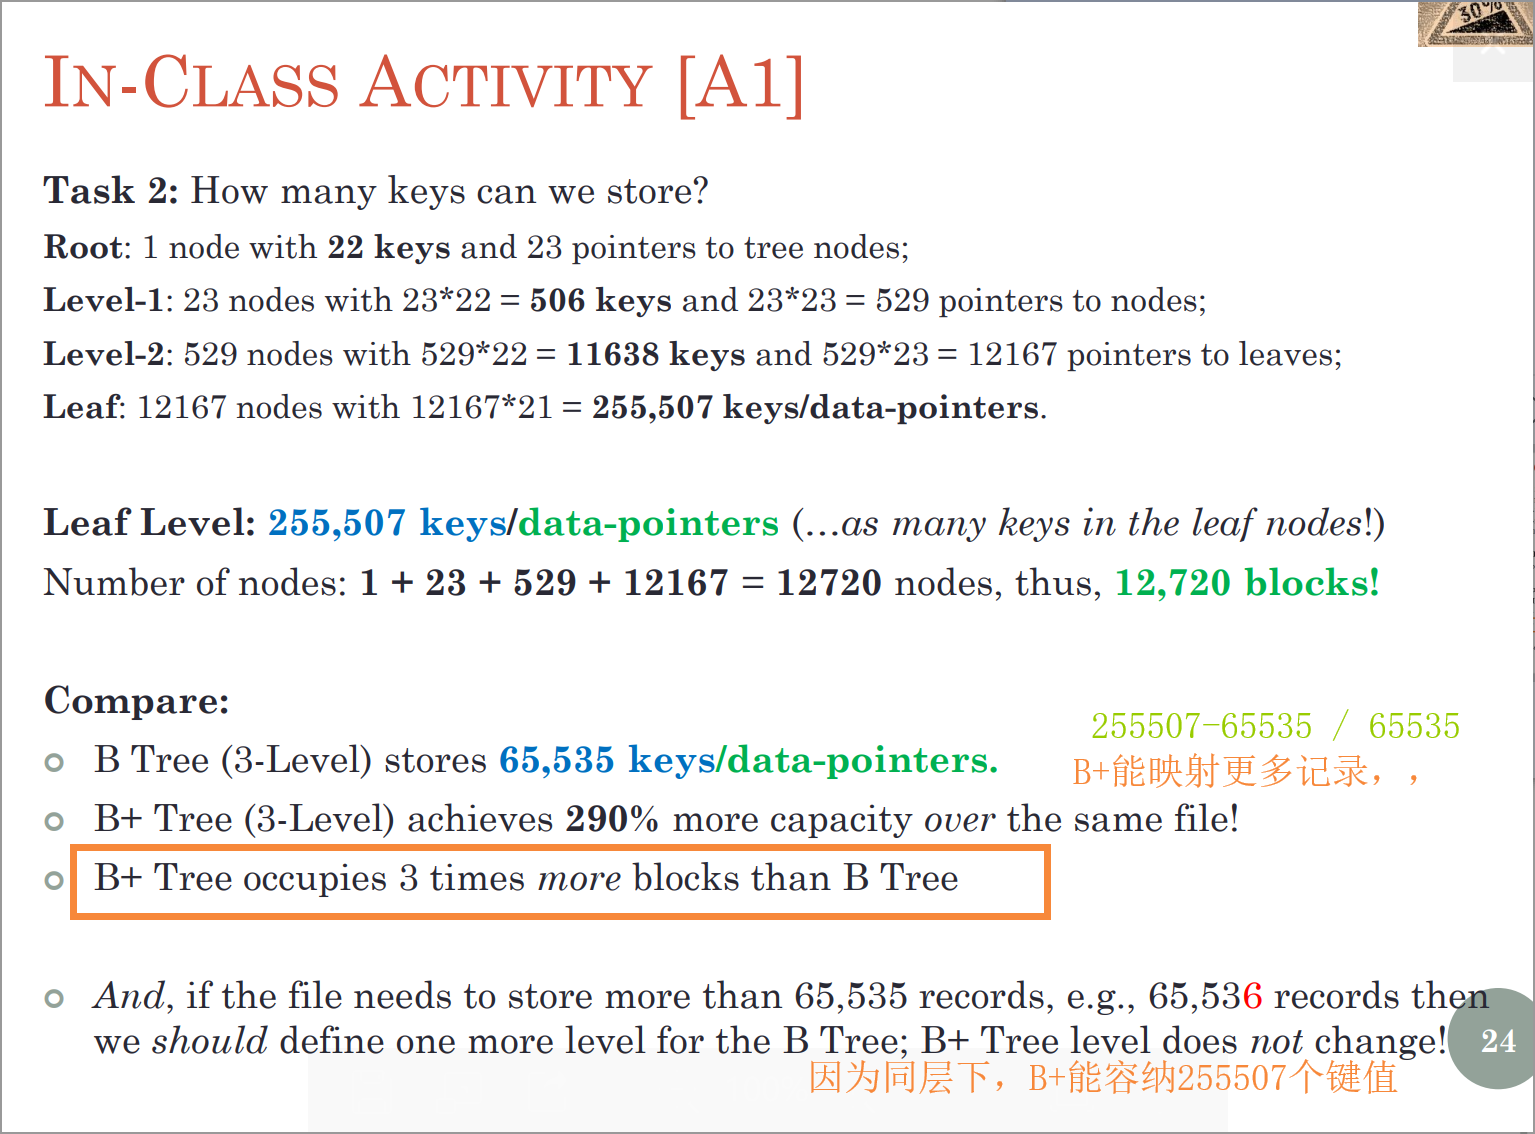 30%
IN-CLASS ACTIVITY [A1]
Task 2: How many keys can we store?
Root: 1 node with 22 keys and 23 pointers to tree nodes;
Level-1: 23 nodes with 23*22 = 506 keys and 23*23 = 529 pointers to nodes;
Level-2: 529 nodes with 529*22 = 11638 keys and 529*23 = 12167 pointers to leaves;
Leaf: 12167 nodes with 12167*21 = 255,507 keys/data-pointers.
Leaf Level: 255,507 keys/data-pointers (…as many keys in the leaf nodes!)
Number of nodes: 1 + 23 + 529 + 12167 = 12720 nodes, thus, 12,720 blocks!
Compare:
255507-65535 / 65535
B Tree (3-Level) stores 65,535 keys/data-pointers.
B+能映射更多记录，，
B+ Tree (3-Level) achieves 290% more capacity over the same file!
B+ Tree occupies 3 times more blocks than B Tree
And, if the file needs to store more than 65,535 records, e.g., 65,536 records then
we should define one more level for the B Tree; B+ Tree level does not change!
24
因为同层下，B+能容纳255507个键值